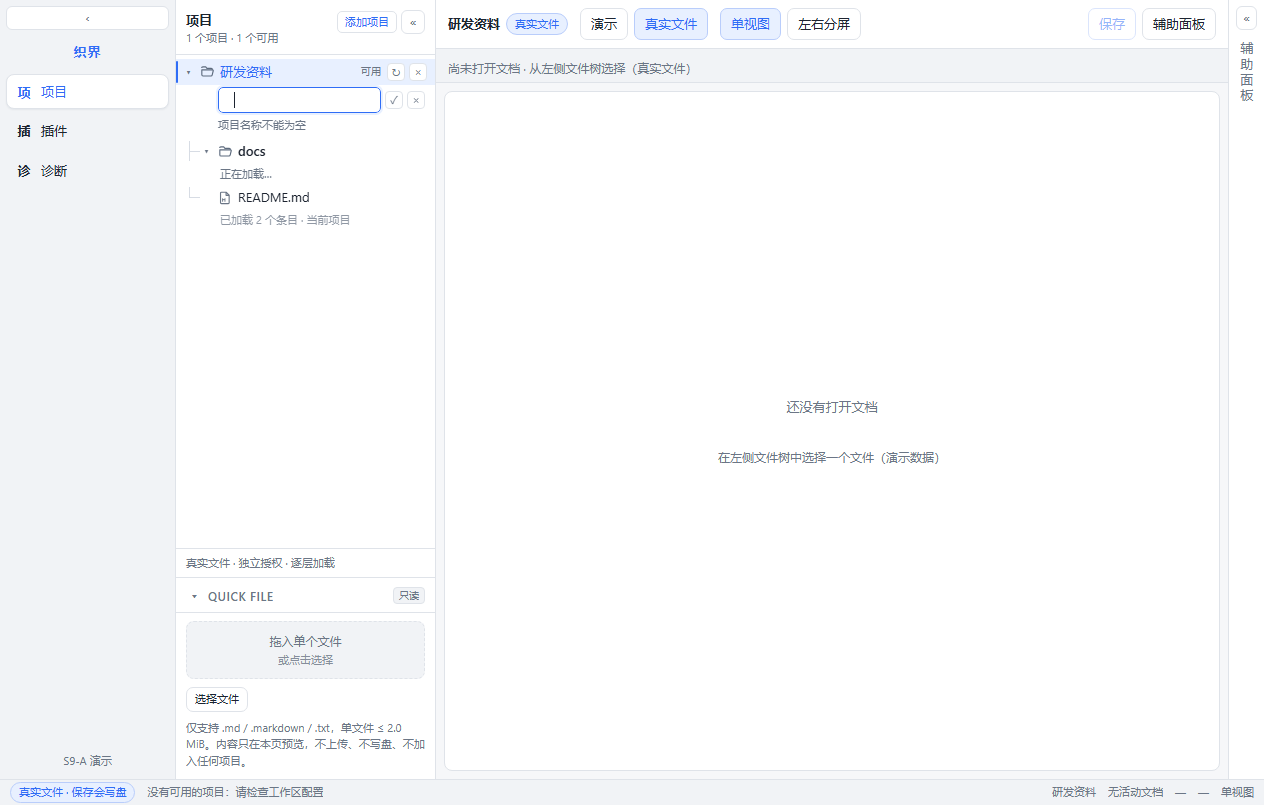 ‹
织界
项 项目
插 插件
诊 诊断
S9-A 演示
项目
1 个项目 · 1 个可用
添加项目 «
▾ 研发资料 可用 ↻ ×
✓ ×
项目名称不能为空
▾ docs
正在加载...
README.md
已加载 2 个条目 · 当前项目
真实文件 · 独立授权 · 逐层加载
▾ QUICK FILE 只读
拖入单个文件
或点击选择
选择文件
仅支持 .md / .markdown / .txt，单文件 ≤ 2.0
MiB。内容只在本页预览，不上传、不写盘、不加
入任何项目。
研发资料 真实文件 演示 真实文件 单视图 左右分屏 保存 辅助面板
尚未打开文档 · 从左侧文件树选择（真实文件）
还没有打开文档
在左侧文件树中选择一个文件（演示数据）
«
辅助面板
真实文件 · 保存会写盘 没有可用的项目：请检查工作区配置 研发资料 无活动文档 — — 单视图